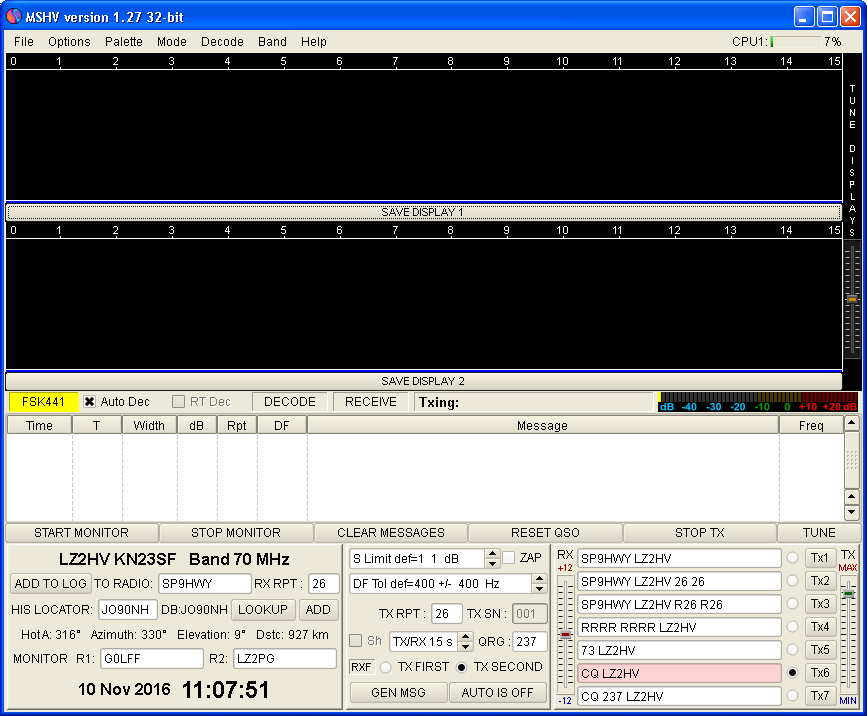 MSHV version 1.27 32-bit
File Options Palette Mode Decode Band Help CPU1: 7%
0 1 2 3 4 5 6 7 8 9 10 11 12 13 14 15
TUNE DISPLAYS
SAVE DISPLAY 1
0 1 2 3 4 5 6 7 8 9 10 11 12 13 14 15
SAVE DISPLAY 2
FSK441 Auto Dec RT Dec DECODE RECEIVE Txing: dB -40 -30 -20 -10 0 +10 +20 dB
Time T Width dB Rpt DF Message Freq
START MONITOR STOP MONITOR CLEAR MESSAGES RESET QSO STOP TX TUNE
LZ2HV KN23SF Band 70 MHz
ADD TO LOG TO RADIO: SP9HWY RX RPT : 26
HIS LOCATOR: JO90NH DB:JO90NH LOOKUP ADD
Hot A: 316° Azimuth: 330° Elevation: 9° Dstc: 927 km
MONITOR R1: G0LFF R2: LZ2PG
10 Nov 2016 11:07:51
S Limit def=1 1 dB ZAP
DF Tol def=400 +/- 400 Hz
TX RPT : 26 TX SN : 001
Sh TX/RX 15 s QRG : 237
RXF TX FIRST TX SECOND
GEN MSG AUTO IS OFF
RX
+12
-12
SP9HWY LZ2HV Tx1
SP9HWY LZ2HV 26 26 Tx2
SP9HWY LZ2HV R26 R26 Tx3
RRRR RRRR LZ2HV Tx4
73 LZ2HV Tx5
CQ LZ2HV Tx6
CQ 237 LZ2HV Tx7
TX
MAX
MIN